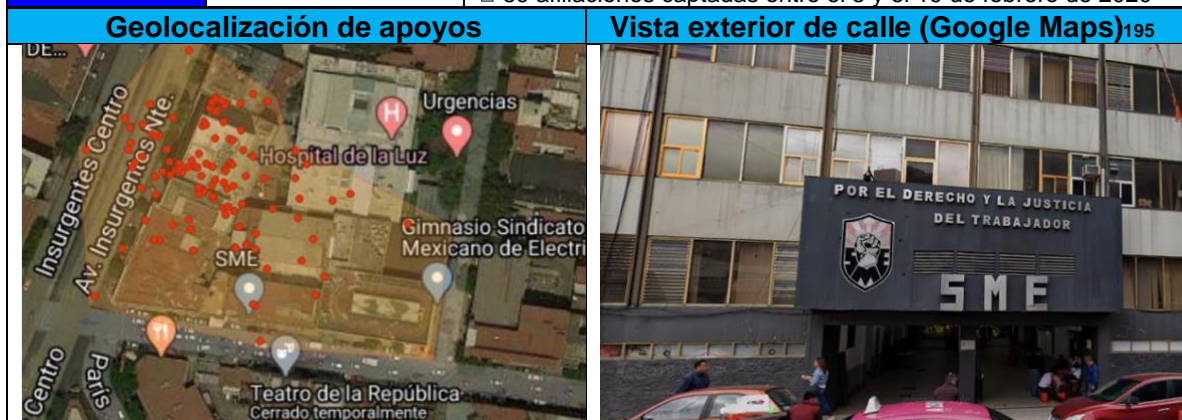 Geolocalización de apoyos
Vista exterior de calle (Google Maps)195
DE...
Insurgentes Centro
Av. Insurgentes Nte.
Urgencias
H
Hospital de la Luz
Gimnasio Sindicato
Mexicano de Electri
SME
Centro
París
Teatro de la República
Cerrado temporalmente
POR EL DERECHO Y LA JUSTICIA
DEL TRABAJADOR
SME
SME